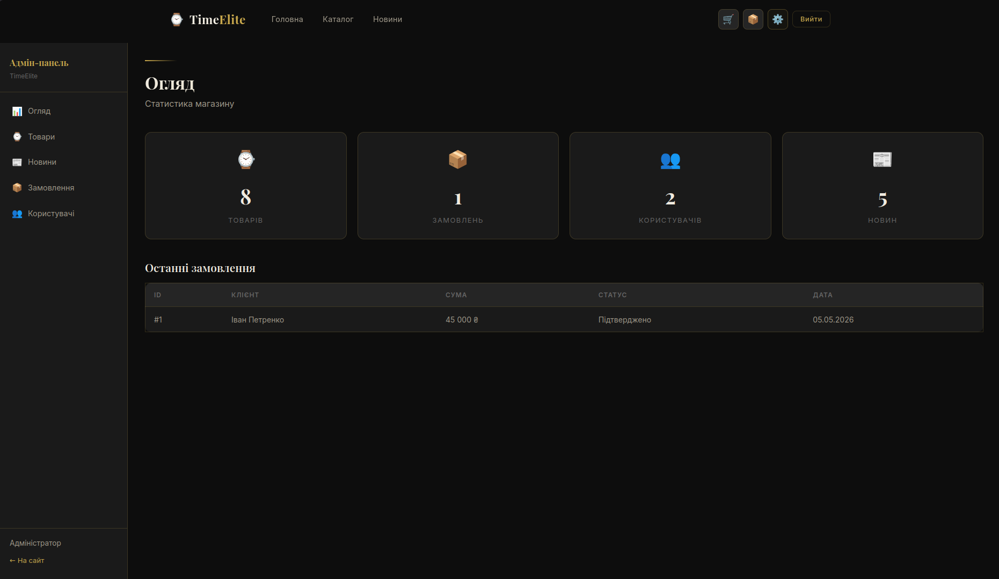 TimeElite
Головна
Каталог
Новини
Вийти
Адмін-панель
TimeElite
Огляд
Товари
Новини
Замовлення
Користувачі
Адміністратор
← На сайт
Огляд
Статистика магазину
8
ТОВАРІВ
1
ЗАМОВЛЕНЬ
2
КОРИСТУВАЧІВ
5
НОВИН
Останні замовлення
ID КЛІЄНТ СУМА СТАТУС ДАТА
#1 Іван Петренко 45 000 ₴ Підтверджено 05.05.2026